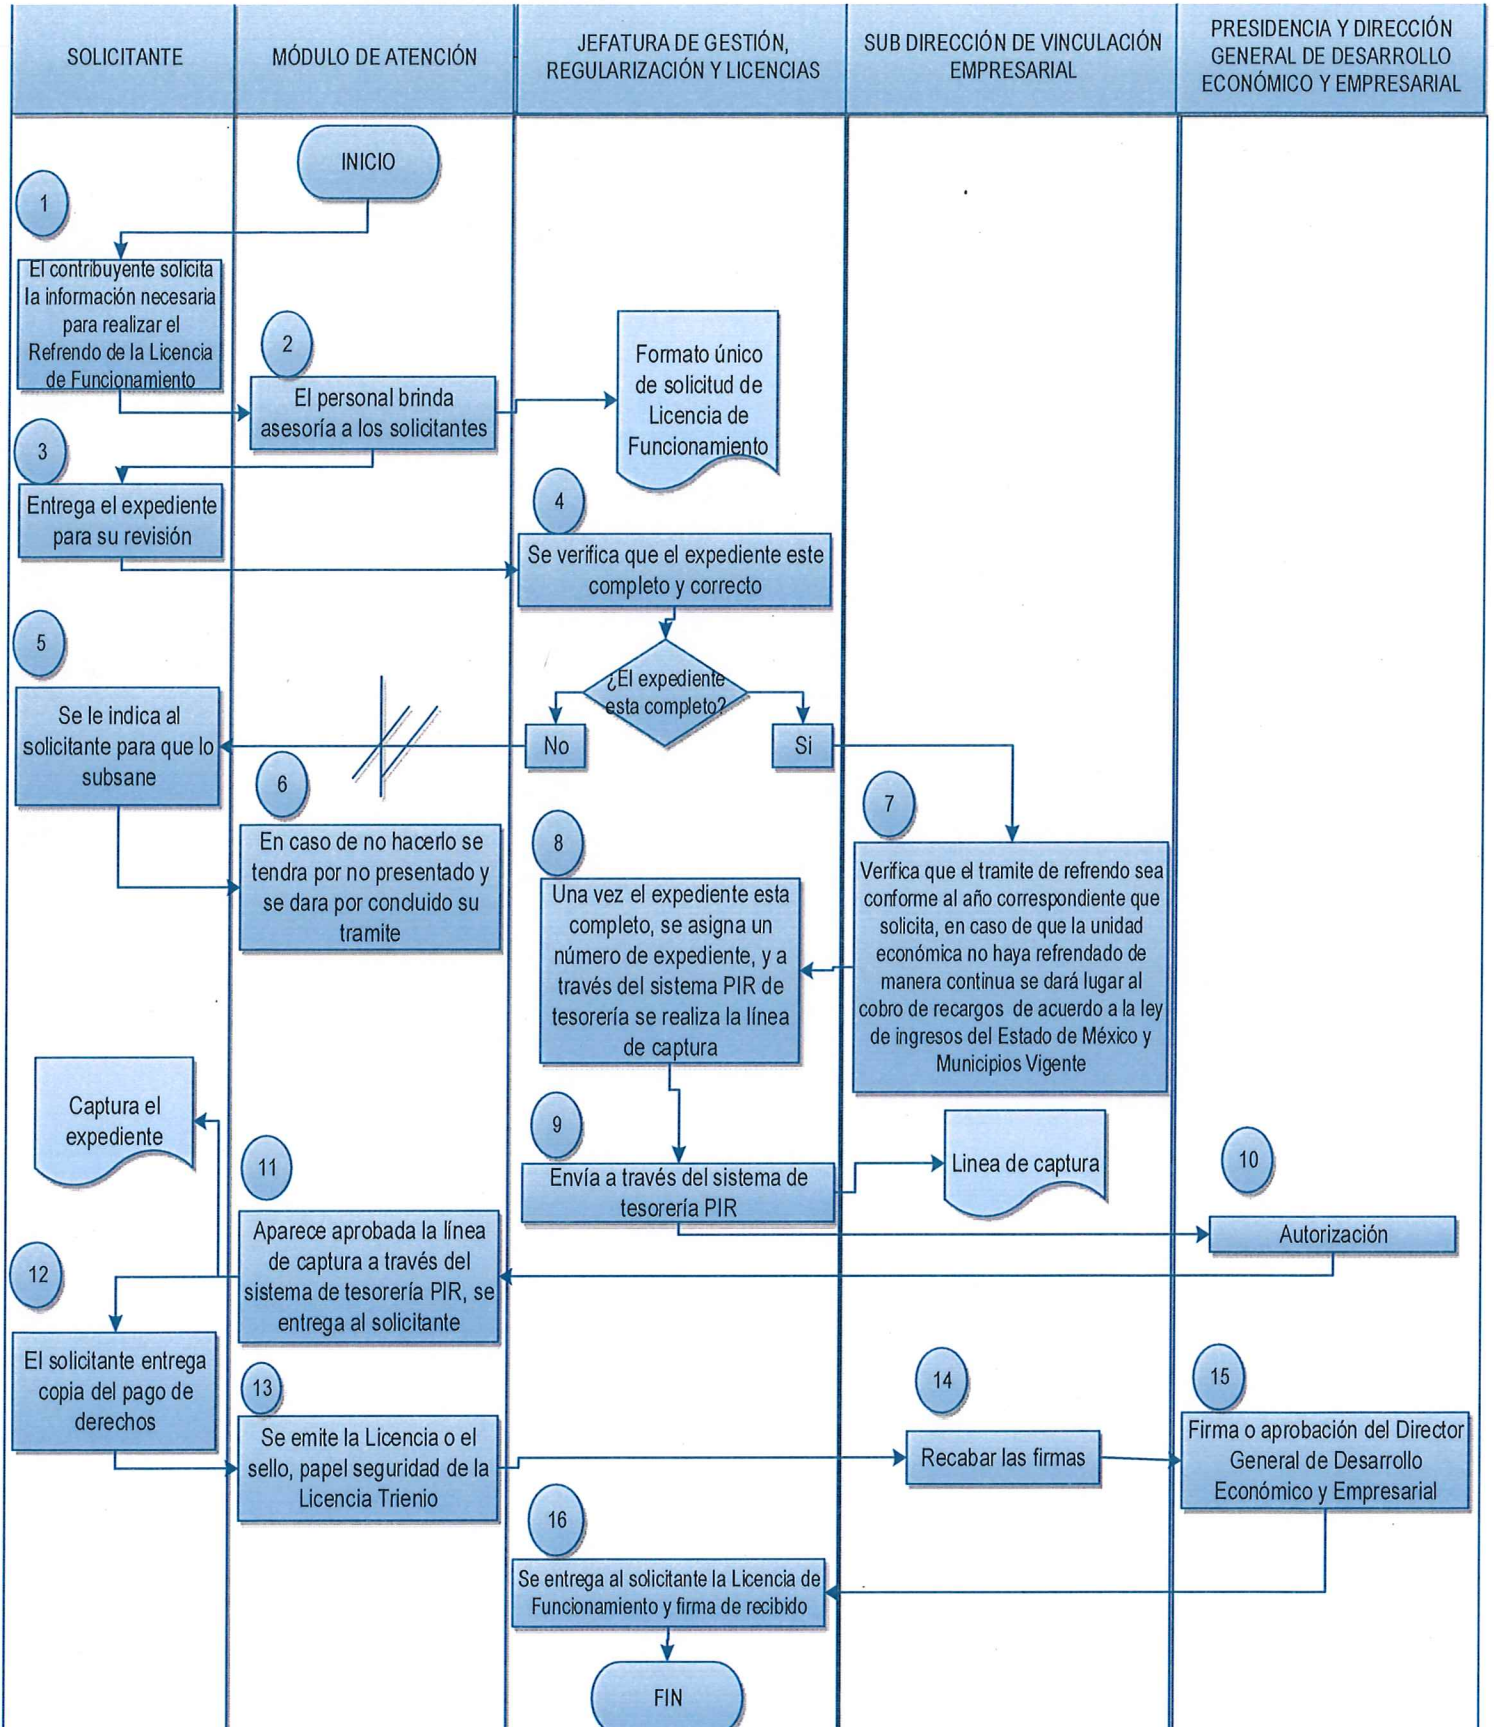 SOLICITANTE
MÓDULO DE ATENCIÓN
JEFATURA DE GESTIÓN,
REGULARIZACIÓN Y LICENCIAS
SUB DIRECCIÓN DE VINCULACIÓN
EMPRESARIAL
PRESIDENCIA Y DIRECCIÓN
GENERAL DE DESARROLLO
ECONÓMICO Y EMPRESARIAL
INICIO
1
El contribuyente solicita
la información necesaria
para realizar el
Refrendo de la Licencia
de Funcionamiento
2
El personal brinda
asesoría a los solicitantes
Formato único
de solicitud de
Licencia de
Funcionamiento
3
Entrega el expediente
para su revisión
4
Se verifica que el expediente este
completo y correcto
¿El expediente
esta completo?
No
Si
5
Se le indica al
solicitante para que lo
subsane
6
En caso de no hacerlo se
tendra por no presentado y
se dara por concluido su
tramite
7
Verifica que el tramite de refrendo sea
conforme al año correspondiente que
solicita, en caso de que la unidad
económica no haya refrendado de
manera continua se dará lugar al
cobro de recargos de acuerdo a la ley
de ingresos del Estado de México y
Municipios Vigente
8
Una vez el expediente esta
completo, se asigna un
número de expediente, y a
través del sistema PIR de
tesorería se realiza la línea
de captura
9
Envía a través del sistema de
tesorería PIR
Linea de captura
10
Autorización
Captura el
expediente
11
Aparece aprobada la línea
de captura a través del
sistema de tesorería PIR, se
entrega al solicitante
12
El solicitante entrega
copia del pago de
derechos
13
Se emite la Licencia o el
sello, papel seguridad de la
Licencia Trienio
14
Recabar las firmas
15
Firma o aprobación del Director
General de Desarrollo
Económico y Empresarial
16
Se entrega al solicitante la Licencia de
Funcionamiento y firma de recibido
FIN